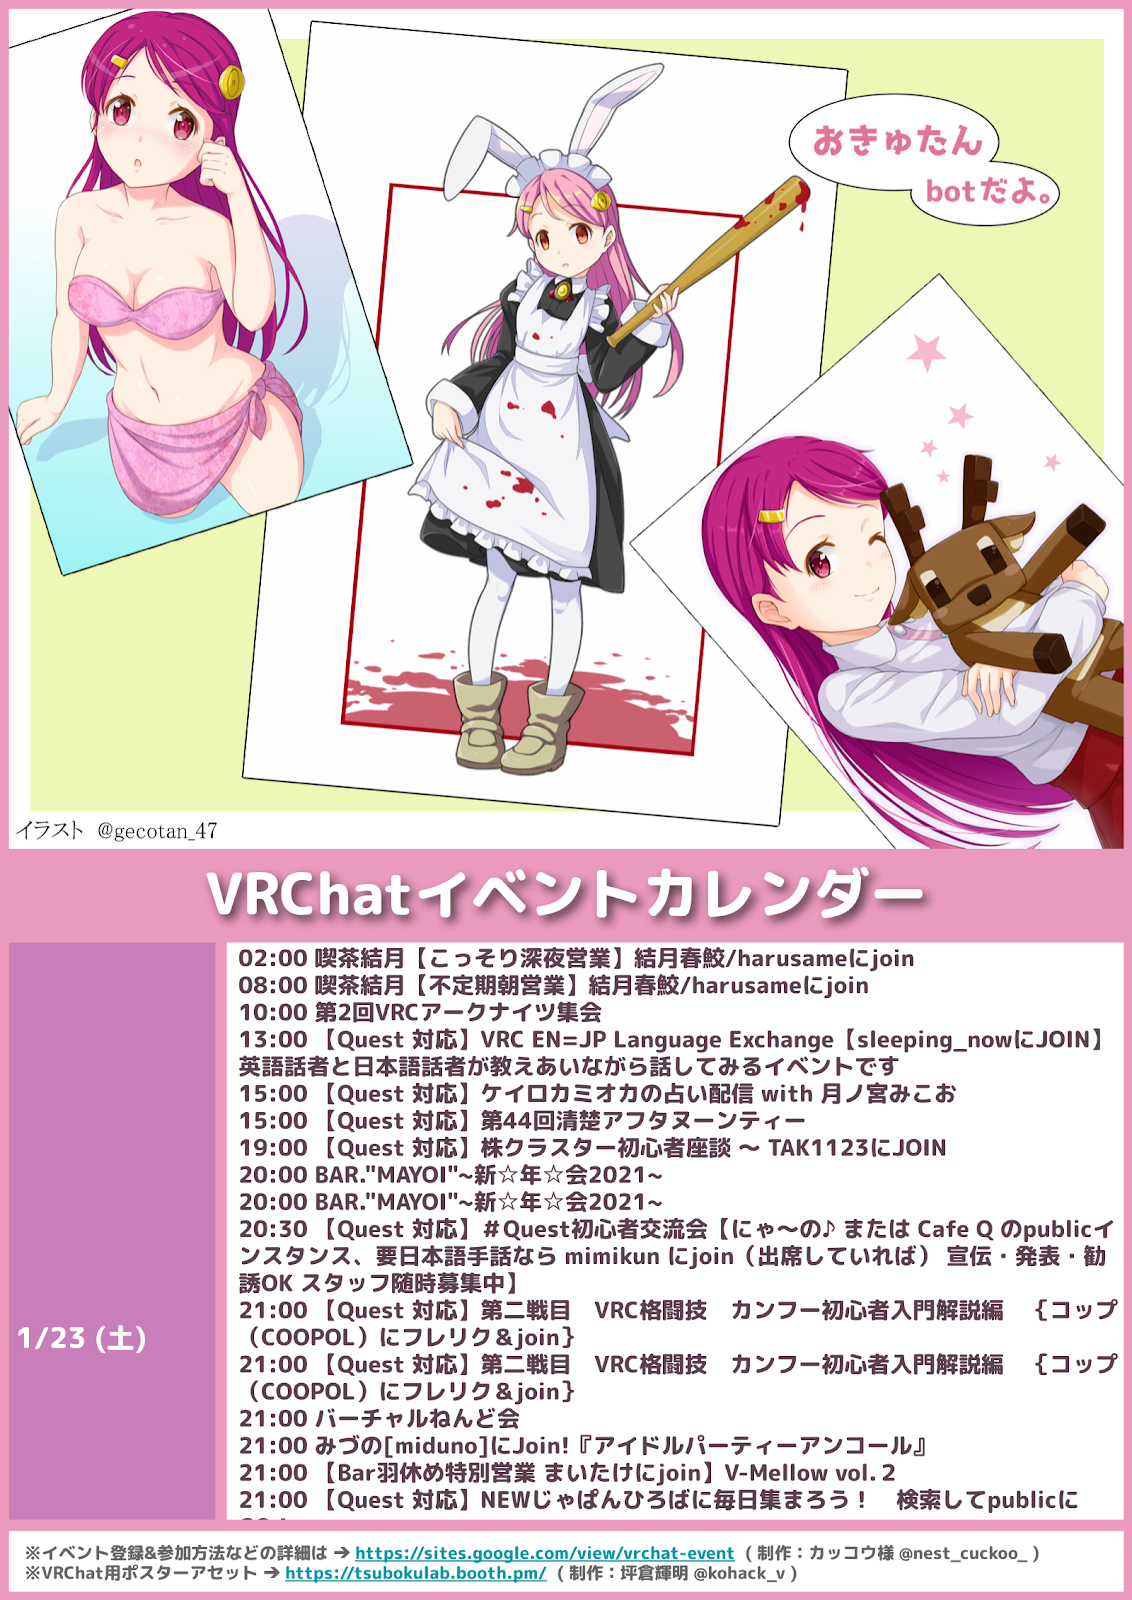 おきゅたん
botだよ。
イラスト @gecotan_47
VRChatイベントカレンダー
1/23 (土)
02:00 喫茶結月【こっそり深夜営業】結月春鮫/harusameにjoin
08:00 喫茶結月【不定期朝営業】結月春鮫/harusameにjoin
10:00 第2回VRCアークナイツ集会
13:00 【Quest 対応】VRC EN=JP Language Exchange【sleeping_nowにJOIN】
英語話者と日本語話者が教えあいながら話してみるイベントです
15:00 【Quest 対応】ケイロカミオカの占い配信 with 月ノ宮みこお
15:00 【Quest 対応】第44回清楚アフタヌーンティー
19:00 【Quest 対応】株クラスター初心者座談 ～ TAK1123にJOIN
20:00 BAR."MAYOI"~新☆年☆会2021~
20:00 BAR."MAYOI"~新☆年☆会2021~
20:30 【Quest 対応】＃Quest初心者交流会【にゃ～の♪ または Cafe Q のpublicイ
ンスタンス、要日本語手話なら mimikun にjoin（出席していれば） 宣伝・発表・勧
誘OK スタッフ随時募集中】
21:00 【Quest 対応】第二戦目　VRC格闘技　カンフー初心者入門解説編　｛コップ
（COOPOL）にフレリク＆join｝
21:00 【Quest 対応】第二戦目　VRC格闘技　カンフー初心者入門解説編　｛コップ
（COOPOL）にフレリク＆join｝
21:00 バーチャルねんど会
21:00 みづの[miduno]にJoin!『アイドルパーティーアンコール』
21:00 【Bar羽休め特別営業 まいたけにjoin】V-Mellow vol. 2
21:00 【Quest 対応】NEWじゃぱんひろばに毎日集まろう！　検索してpublicに
※イベント登録&参加方法などの詳細は → https://sites.google.com/view/vrchat-event ( 制作：カッコウ様 @nest_cuckoo_ )
※VRChat用ポスターアセット → https://tsubokulab.booth.pm/ ( 制作：坪倉輝明 @kohack_v )